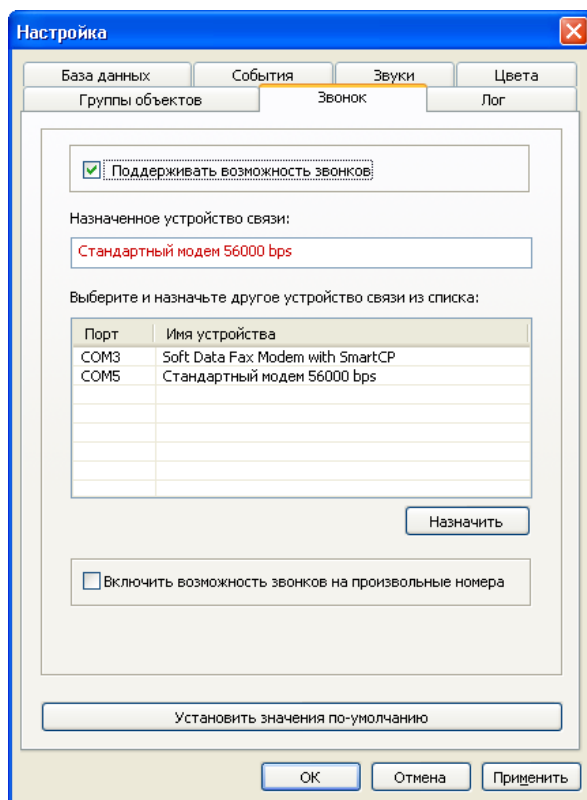 Настройка
База данных События Звуки Цвета
Группы объектов Звонок Лог
Поддерживать возможность звонков
Назначенное устройство связи:
Стандартный модем 56000 bps
Выберите и назначьте другое устройство связи из списка:
Порт Имя устройства
COM3 Soft Data Fax Modem with SmartCP
COM5 Стандартный модем 56000 bps
Назначить
Включить возможность звонков на произвольные номера
Установить значения по-умолчанию
ОК Отмена Применить